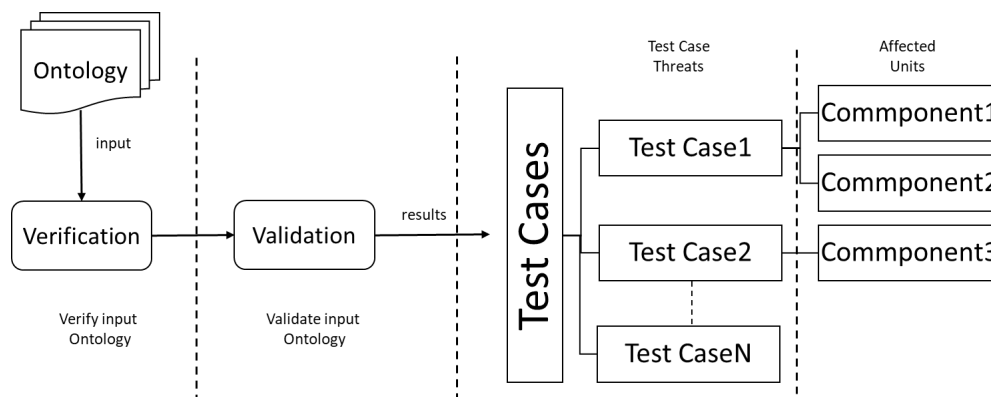 Ontology
input
Verification
Verify input
Ontology
Validation
results
Validate input
Ontology
Test Cases
Test Case
Threats
Test Case1
Test Case2
Test CaseN
Affected
Units
Commponent1
Commponent2
Commponent3